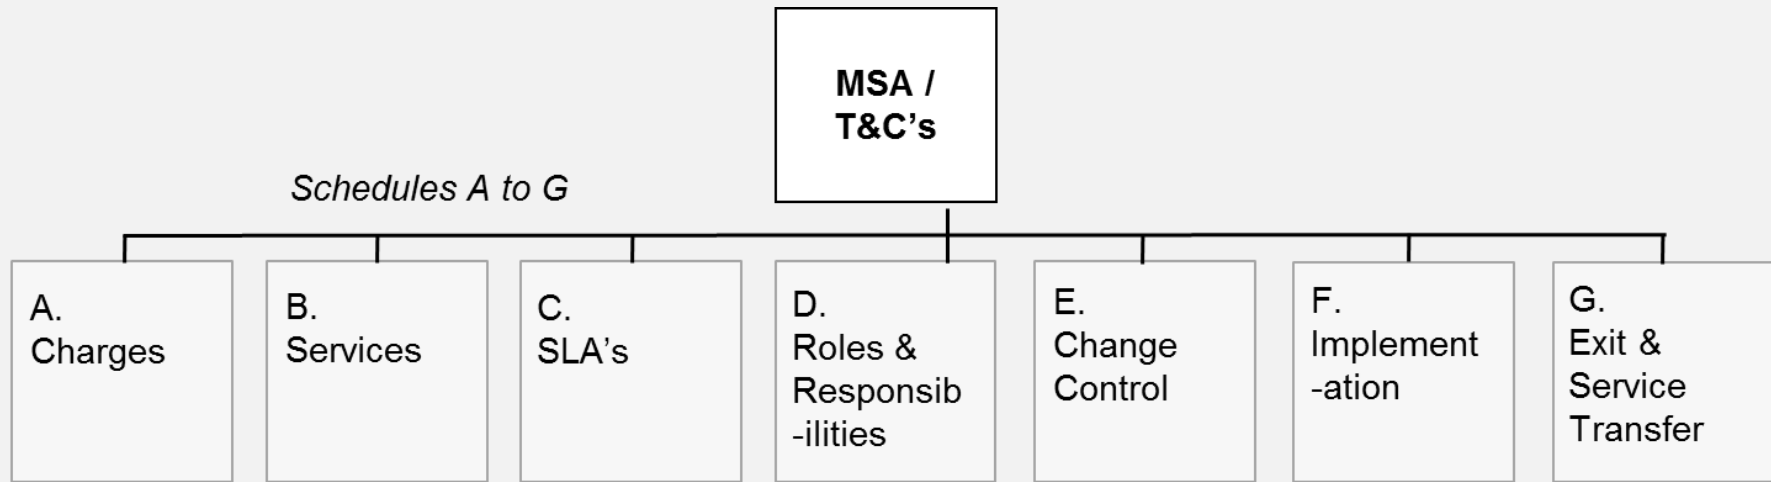 MSA /
T&C’s
Schedules A to G
A.
Charges
B.
Services
C.
SLA’s
D.
Roles &
Responsib
-ilities
E.
Change
Control
F.
Implement
-ation
G.
Exit &
Service
Transfer